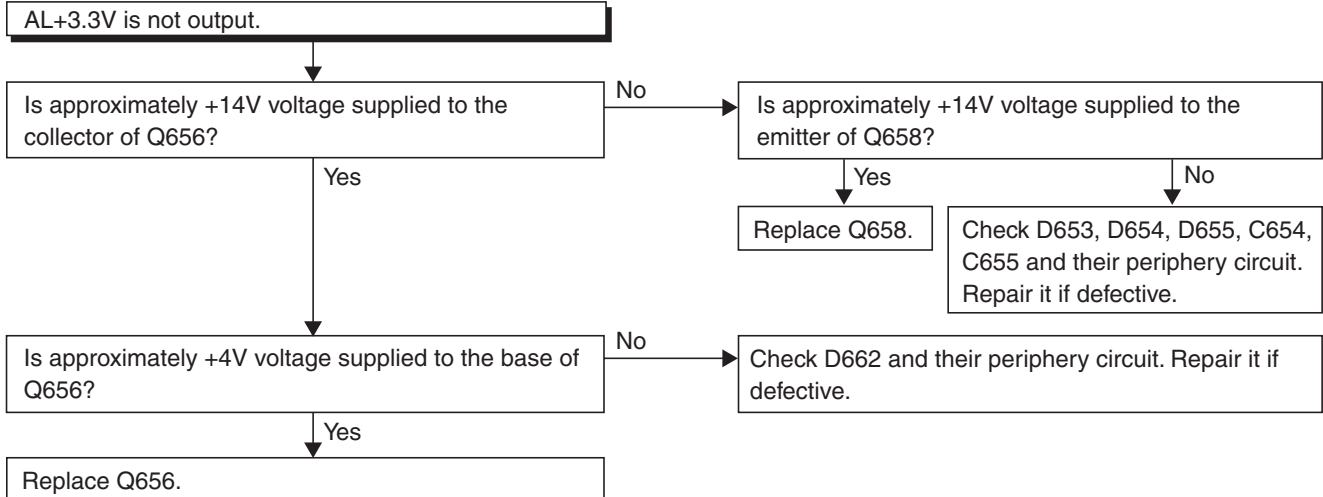 AL+3.3V is not output.
Is approximately +14V voltage supplied to the
collector of Q656?
No
Is approximately +14V voltage supplied to the
emitter of Q658?
Yes
Yes
No
Replace Q658.
Check D653, D654, D655, C654,
C655 and their periphery circuit.
Repair it if defective.
Is approximately +4V voltage supplied to the base of
Q656?
No
Check D662 and their periphery circuit. Repair it if
defective.
Yes
Replace Q656.